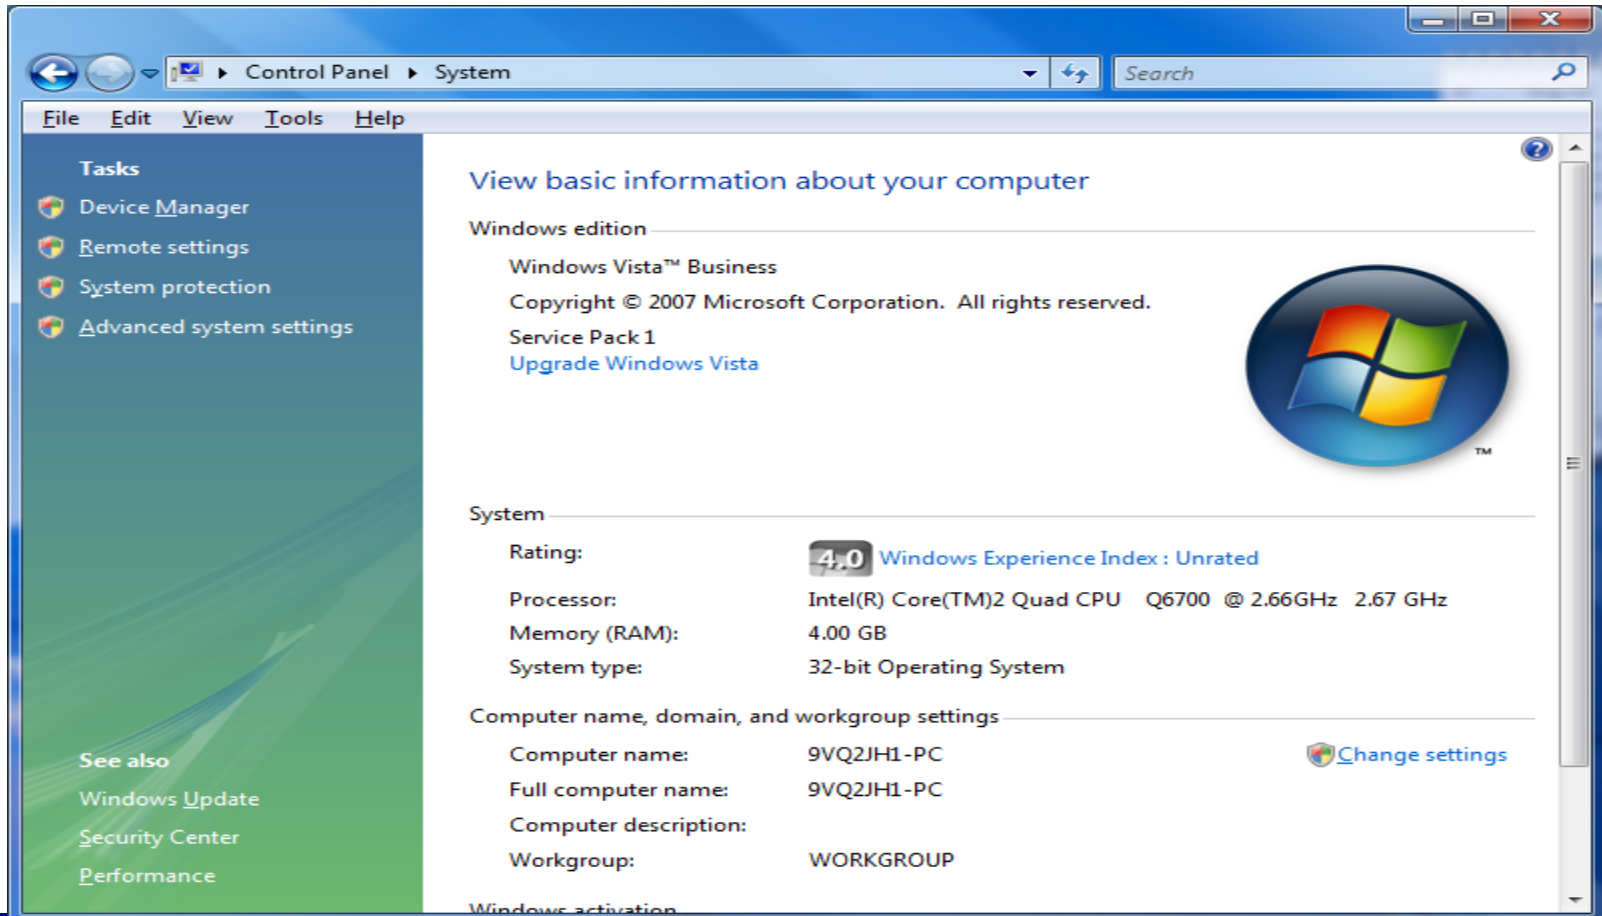 Control Panel System
Search
File Edit View Tools Help
Tasks
Device Manager
Remote settings
System protection
Advanced system settings
See also
Windows Update
Security Center
Performance
View basic information about your computer
Windows edition
Windows Vista™ Business
Copyright © 2007 Microsoft Corporation. All rights reserved.
Service Pack 1
Upgrade Windows Vista
TM
System
Rating: 4.0 Windows Experience Index : Unrated
Processor: Intel(R) Core(TM)2 Quad CPU Q6700 @ 2.66GHz 2.67 GHz
Memory (RAM): 4.00 GB
System type: 32-bit Operating System
Computer name, domain, and workgroup settings
Computer name: 9VQ2JH1-PC Change settings
Full computer name: 9VQ2JH1-PC
Computer description:
Workgroup: WORKGROUP
Windows activation